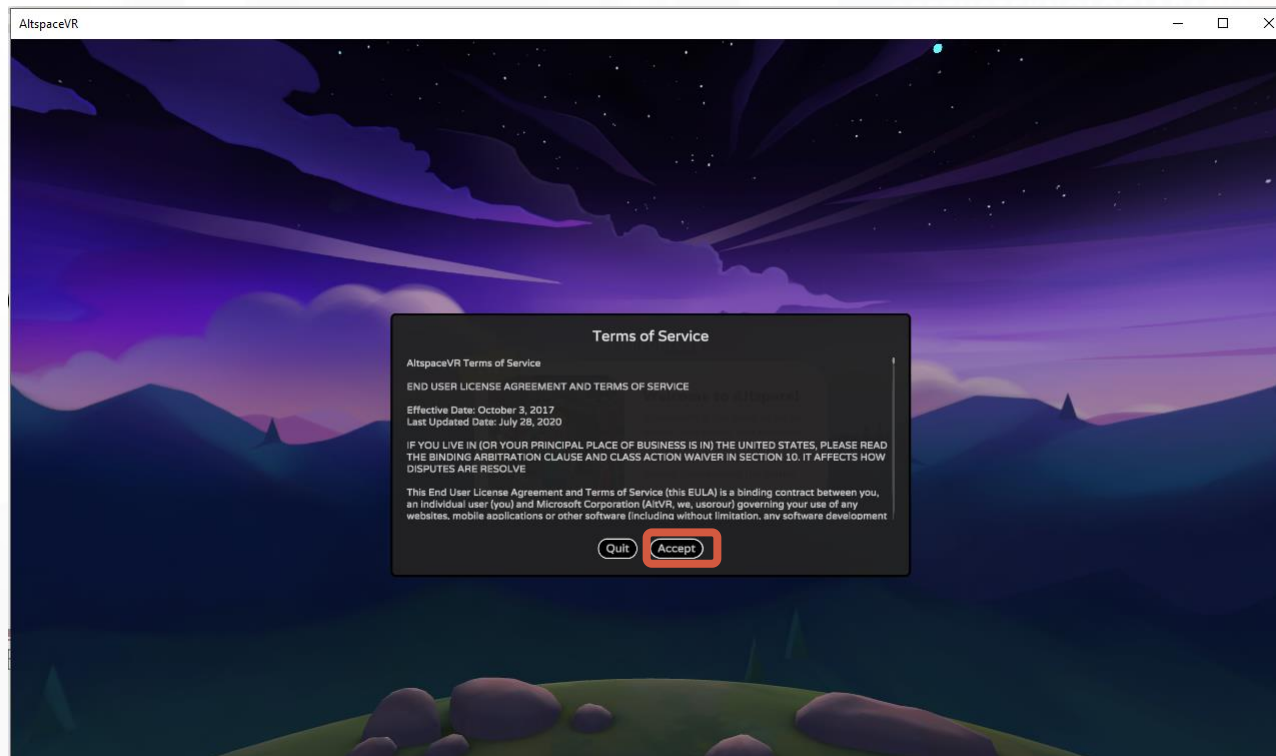 AltspaceVR
Terms of Service
AltspaceVR Terms of Service
END USER LICENSE AGREEMENT AND TERMS OF SERVICE
Effective Date: October 3, 2017
Last Updated Date: July 28, 2020
IF YOU LIVE IN (OR YOUR PRINCIPAL PLACE OF BUSINESS IS IN) THE UNITED STATES, PLEASE READ
THE BINDING ARBITRATION CLAUSE AND CLASS ACTION WAIVER IN SECTION 10. IT AFFECTS HOW
DISPUTES ARE RESOLVE
This End User License Agreement and Terms of Service (this EULA) is a binding contract between you,
an individual user (you) and Microsoft Corporation (AltVR, we, usorour) governing your use of any
websites, mobile applications or other software (including without limitation, any software development
Quit Accept